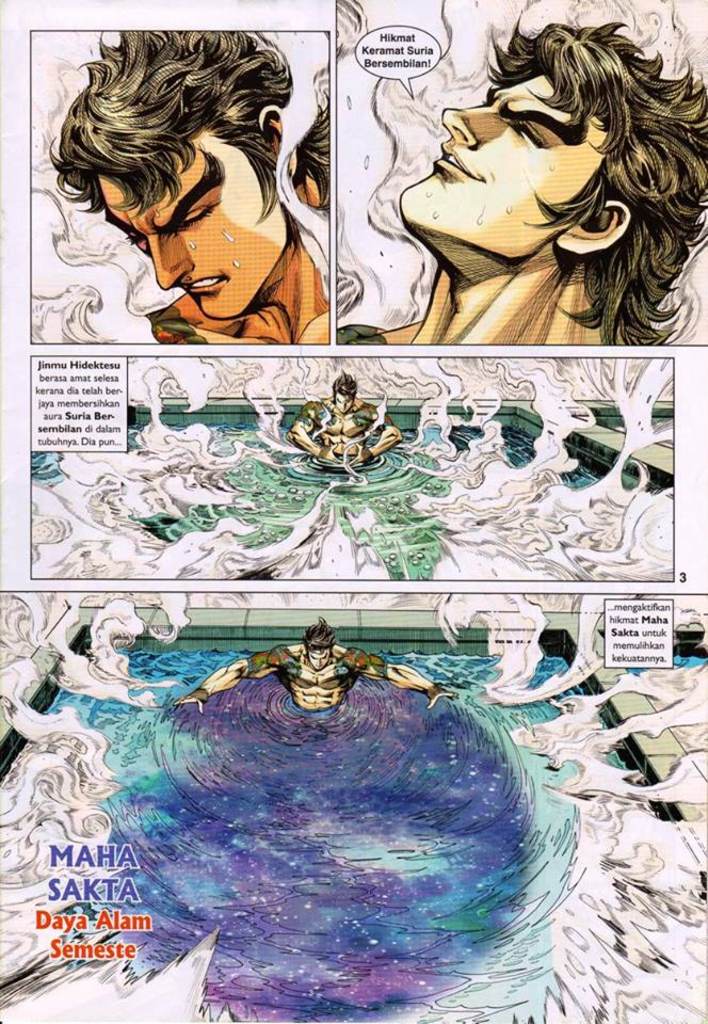 Hikmat
Keramat Suria
Bersembilan!
Jinmu Hidektesu
berasa amat selesa
kerana dia telah ber-
jaya membersihkan
aura Suria Ber-
sembilan di dalam
tubuhnya. Dia pun...
3
...mengaktifkan
hikmat Maha
Sakta untuk
memulihkan
kekuatannya.
MAHA
SAKTA
Daya Alam
Semeste